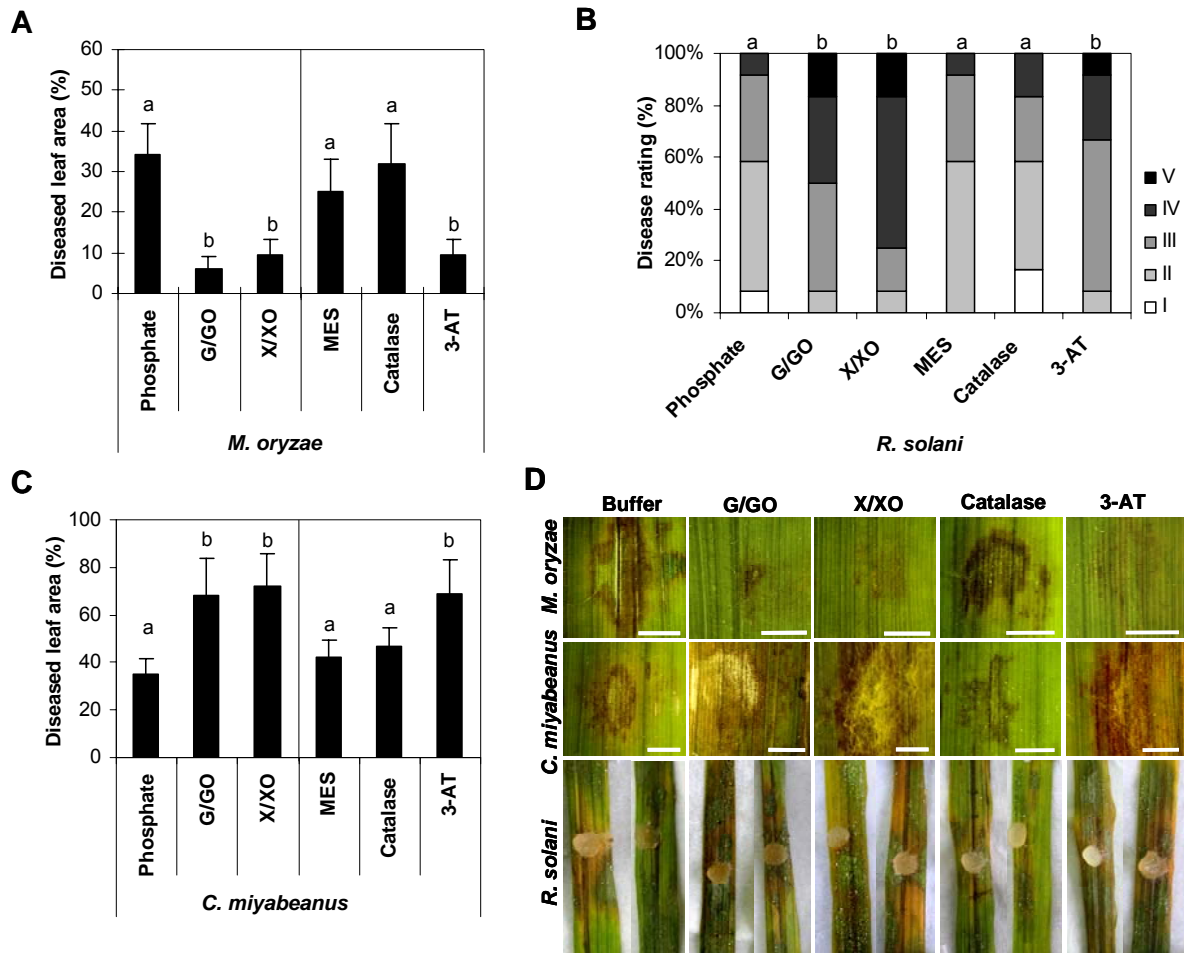 A
Diseased leaf area (%)
60
50
40
30
20
10
0
a
b
b
a
a
b
Phosphate
G/GO
X/XO
MES
Catalase
3-AT
M. oryzae
B
Disease rating (%)
100%
80%
60%
40%
20%
0%
a
b
b
a
a
b
Phosphate
G/GO
X/XO
MES
Catalase
3-AT
R. solani
V
IV
III
II
I
C
Diseased leaf area (%)
100
80
60
40
20
0
a
b
b
a
a
b
Phosphate
G/GO
X/XO
MES
Catalase
3-AT
C. miyabeanus
D
Buffer G/GO X/XO Catalase 3-AT
M. oryzae
C. miyabeanus
R. solani